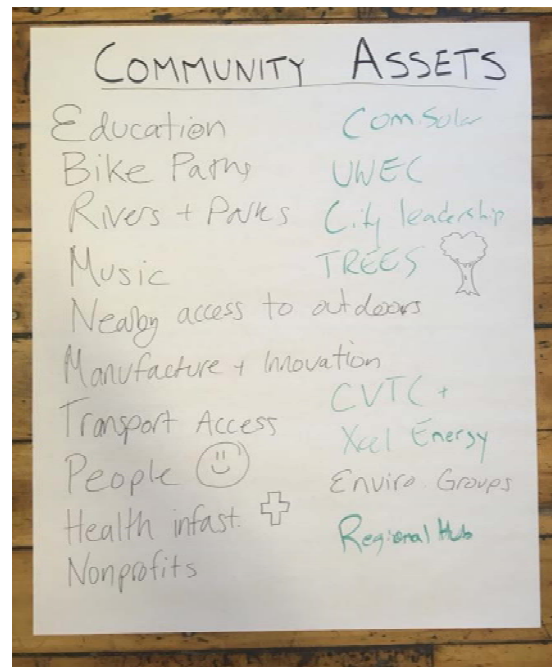 COMMUNITY ASSETS
Education
Bike Paths
Rivers + Parks
Music
Nearby access to outdoors
Manufacture + Innovation
Transport Access
People
Health infast.
Nonprofits
Com. Solar
UWEC
City leadership
TREES
CVTC +
Xcel Energy
Enviro. Groups
Regional Hub